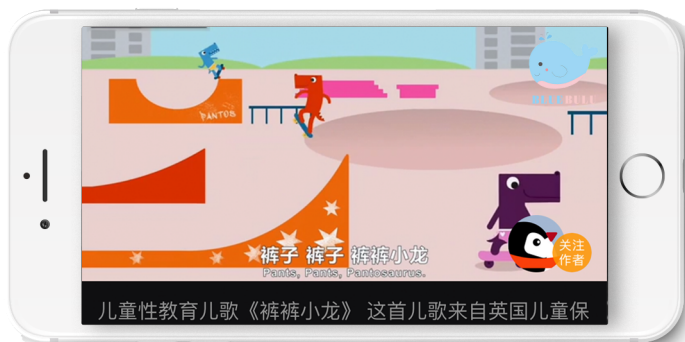 PANTOS
裤子 裤子 裤裤小龙
Pants, Pants, Pantosaurus.
关注
作者
儿童性教育儿歌《裤裤小龙》 这首儿歌来自英国儿童保